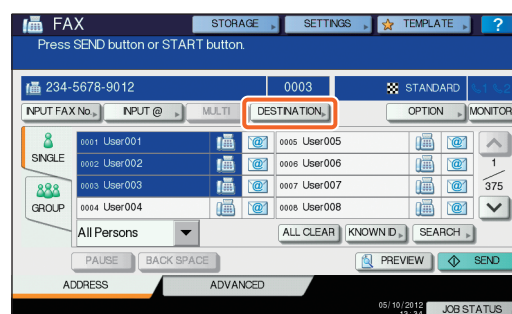 FAX STORAGE SETTINGS TEMPLATE ?
Press SEND button or START button.
234-5678-9012 0003 STANDARD
INPUT FAX No. INPUT @ MULTI DESTINATION OPTION MONITOR
SINGLE
0001 User001 @ 0005 User005 @
0002 User002 @ 0006 User006 @ 1
0003 User003 @ 0007 User007 @ 375
GROUP
0004 User004 @ 0008 User008 @
All Persons ALL CLEAR KNOWN ID SEARCH
PAUSE BACK SPACE PREVIEW SEND
ADDRESS ADVANCED
05/10/2012
JOB STATUS